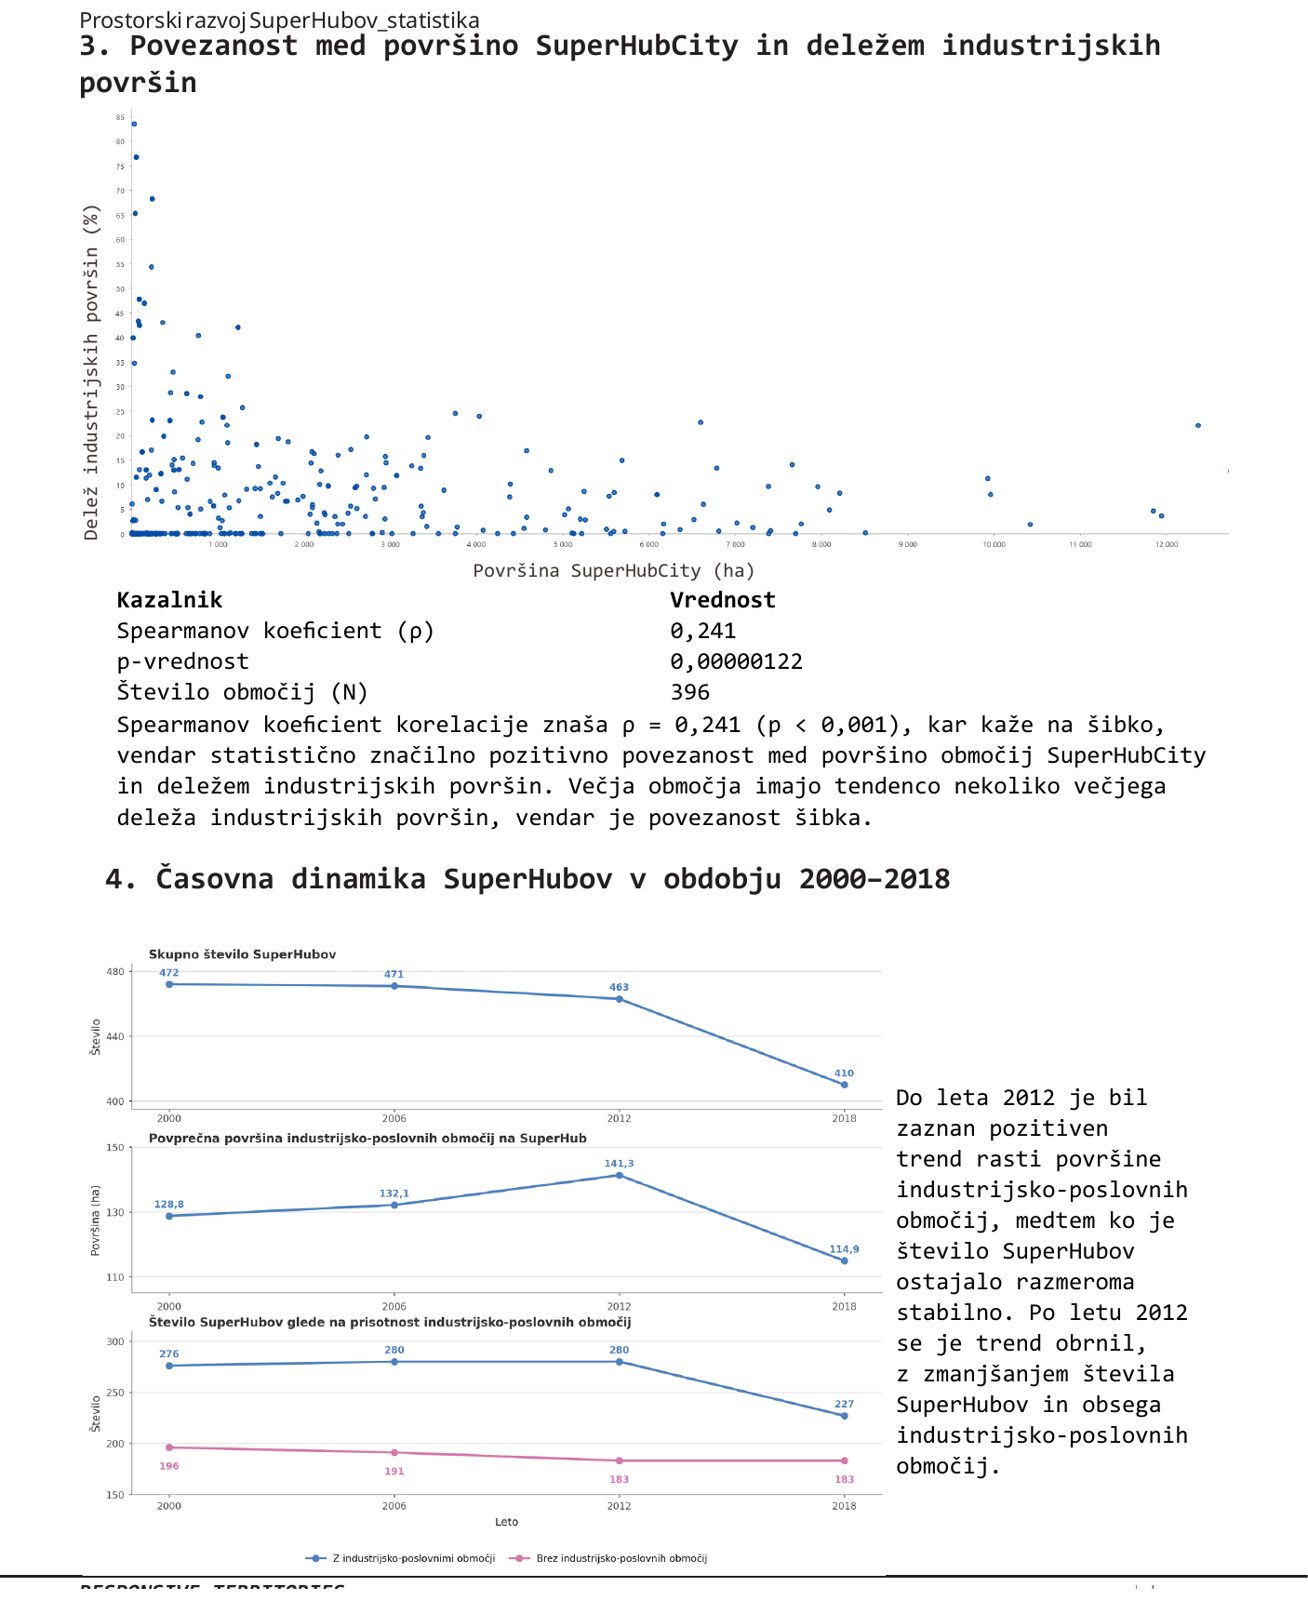 Prostorski razvoj SuperHubov_statistika
3. Povezanost med površino SuperHubCity in deležem industrijskih
površin
85
80
75
70
65
60
55
50
45
40
35
30
25
20
15
10
5
0
Delež industrijskih površin (%)
1 000 2 000 3 000 4 000 5 000 6 000 7 000 8 000 9 000 10 000 11 000 12 000
Površina SuperHubCity (ha)
Kazalnik Vrednost
Spearmanov koeficient (ρ) 0,241
p-vrednost 0,00000122
Število območij (N) 396
Spearmanov koeficient korelacije znaša ρ = 0,241 (p < 0,001), kar kaže na šibko,
vendar statistično značilno pozitivno povezanost med površino območij SuperHubCity
in deležem industrijskih površin. Večja območja imajo tendenco nekoliko večjega
deleža industrijskih površin, vendar je povezanost šibka.
4. Časovna dinamika SuperHubov v obdobju 2000–2018
Skupno število SuperHubov
480
440
400
Število
472 471 463 410
2000 2006 2012 2018
Povprečna površina industrijsko-poslovnih območij na SuperHub
150
130
110
Površina (ha)
128,8 132,1 141,3 114,9
2000 2006 2012 2018
Število SuperHubov glede na prisotnost industrijsko-poslovnih območij
300
250
200
150
Število
276 280 280 227
196 191 183 183
2000 2006 2012 2018
Leto
Z industrijsko-poslovnimi območji Brez industrijsko-poslovnih območij
Do leta 2012 je bil
zaznan pozitiven
trend rasti površine
industrijsko-poslovnih
območij, medtem ko je
število SuperHubov
ostajalo razmeroma
stabilno. Po letu 2012
se je trend obrnil,
z zmanjšanjem števila
SuperHubov in obsega
industrijsko-poslovnih
območij.
RESPONSIVE TERRITORIES